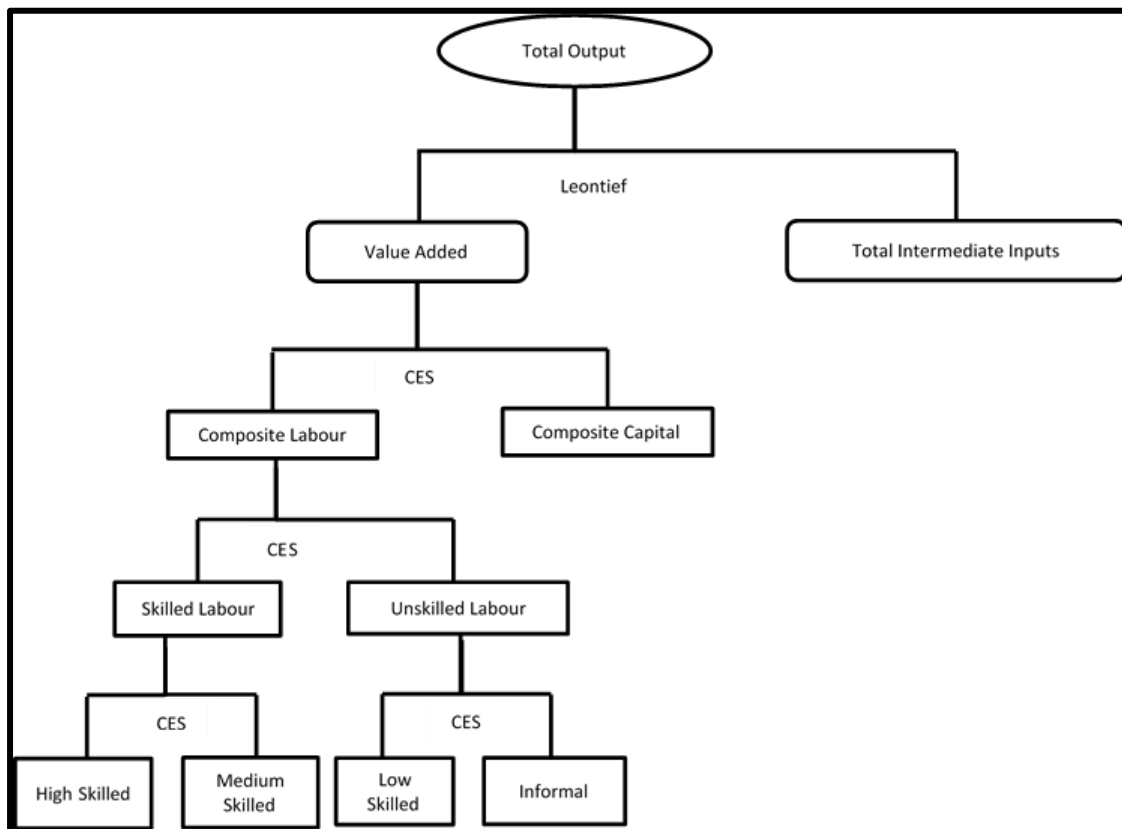 Total Output
Leontief
Value Added
Total Intermediate Inputs
CES
Composite Labour
Composite Capital
CES
Skilled Labour
Unskilled Labour
CES
CES
High Skilled
Medium
Skilled
Low
Skilled
Informal